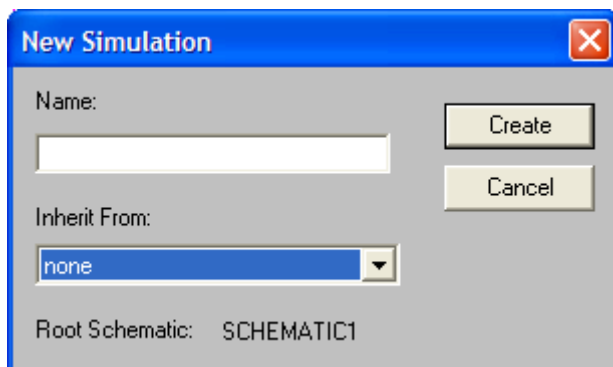 New Simulation
Name:
Create
Cancel
Inherit From:
none
Root Schematic: SCHEMATIC1